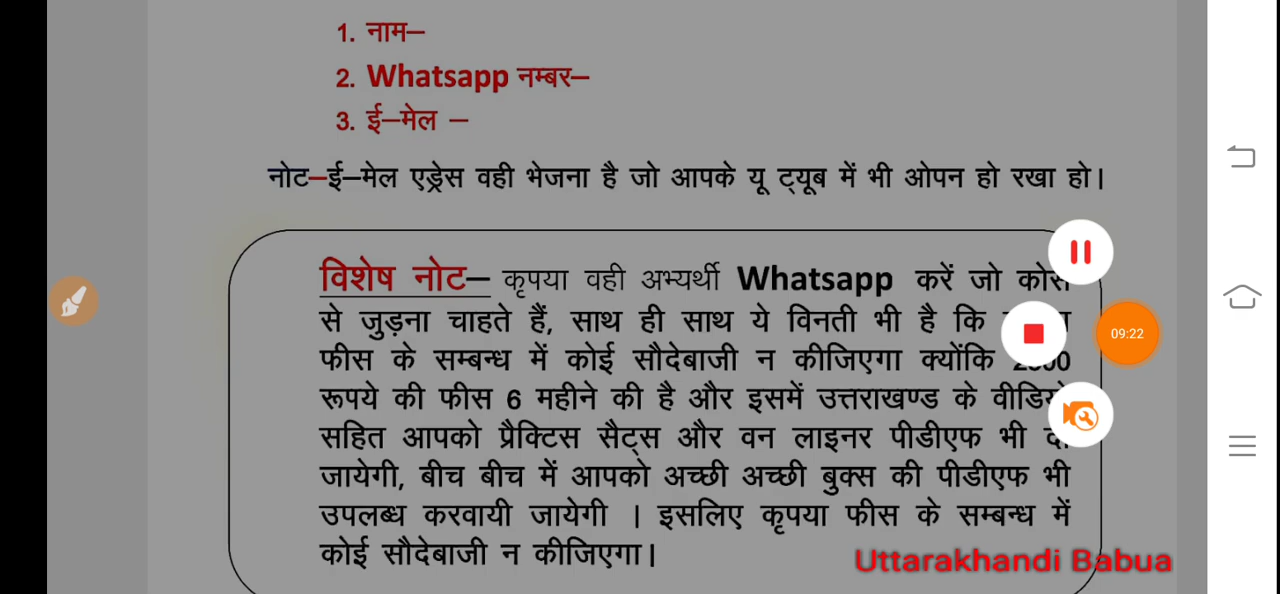 1. नाम–
2. Whatsapp नम्बर–
3. ई–मेल –
नोट–ई–मेल एड्रेस वही भेजना है जो आपके यू ट्यूब में भी ओपन हो रखा हो।
विशेष नोट– कृपया वही अभ्यर्थी Whatsapp करें जो कोर्स
से जुड़ना चाहते हैं, साथ ही साथ ये विनती भी है कि
फीस के सम्बन्ध में कोई सौदेबाजी न कीजिएगा क्योंकि
रूपये की फीस 6 महीने की है और इसमें उत्तराखण्ड के वीडियो
सहित आपको प्रैक्टिस सैट्स और वन लाइनर पीडीएफ भी दी
जायेगी, बीच बीच में आपको अच्छी अच्छी बुक्स की पीडीएफ भी
उपलब्ध करवायी जायेगी । इसलिए कृपया फीस के सम्बन्ध में
कोई सौदेबाजी न कीजिएगा।
09:22
Uttarakhandi Babua